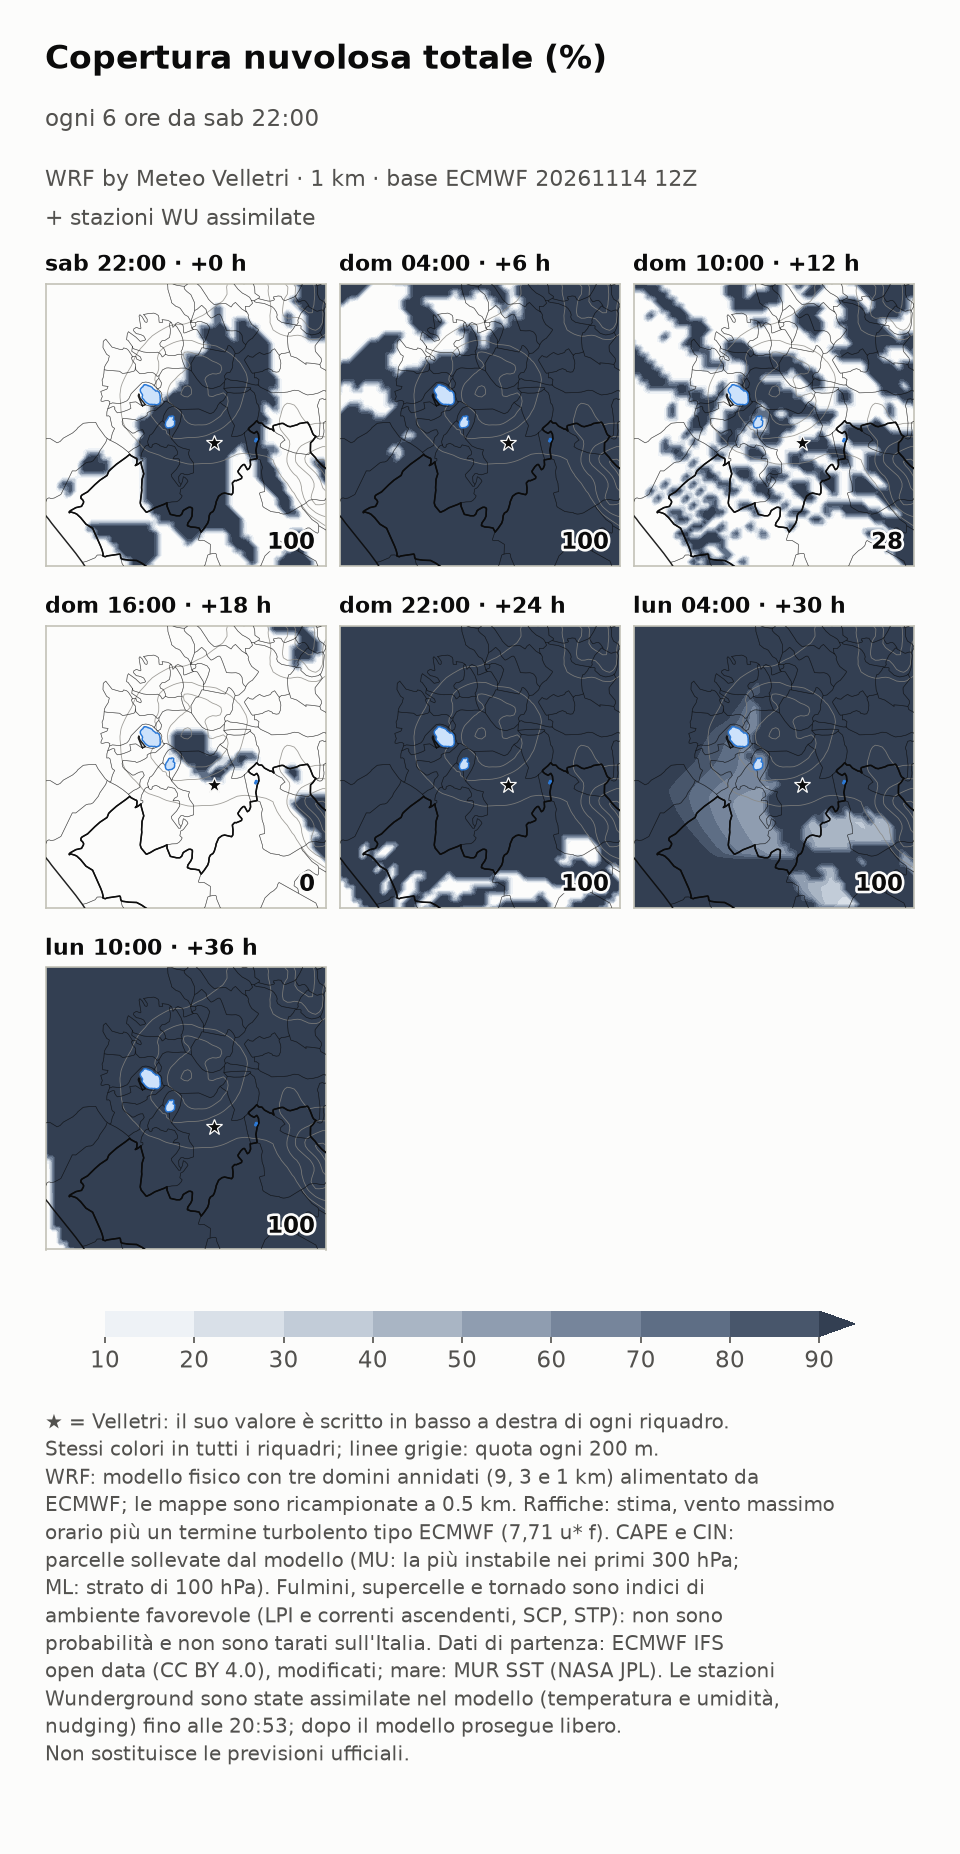 Copertura nuvolosa totale (%)
ogni 6 ore da sab 22:00
WRF by Meteo Velletri · 1 km · base ECMWF 20261114 12Z
+ stazioni WU assimilate
sab 22:00 · +0 h
dom 04:00 · +6 h
dom 10:00 · +12 h
100
100
28
dom 16:00 · +18 h
dom 22:00 · +24 h
lun 04:00 · +30 h
0
100
100
lun 10:00 · +36 h
100
10 20 30 40 50 60 70 80 90
★ = Velletri: il suo valore è scritto in basso a destra di ogni riquadro.
Stessi colori in tutti i riquadri; linee grigie: quota ogni 200 m.
WRF: modello fisico con tre domini annidati (9, 3 e 1 km) alimentato da
ECMWF; le mappe sono ricampionate a 0.5 km. Raffiche: stima, vento massimo
orario più un termine turbolento tipo ECMWF (7,71 u* f). CAPE e CIN:
parcelle sollevate dal modello (MU: la più instabile nei primi 300 hPa;
ML: strato di 100 hPa). Fulmini, supercelle e tornado sono indici di
ambiente favorevole (LPI e correnti ascendenti, SCP, STP): non sono
probabilità e non sono tarati sull'Italia. Dati di partenza: ECMWF IFS
open data (CC BY 4.0), modificati; mare: MUR SST (NASA JPL). Le stazioni
Wunderground sono state assimilate nel modello (temperatura e umidità,
nudging) fino alle 20:53; dopo il modello prosegue libero.
Non sostituisce le previsioni ufficiali.